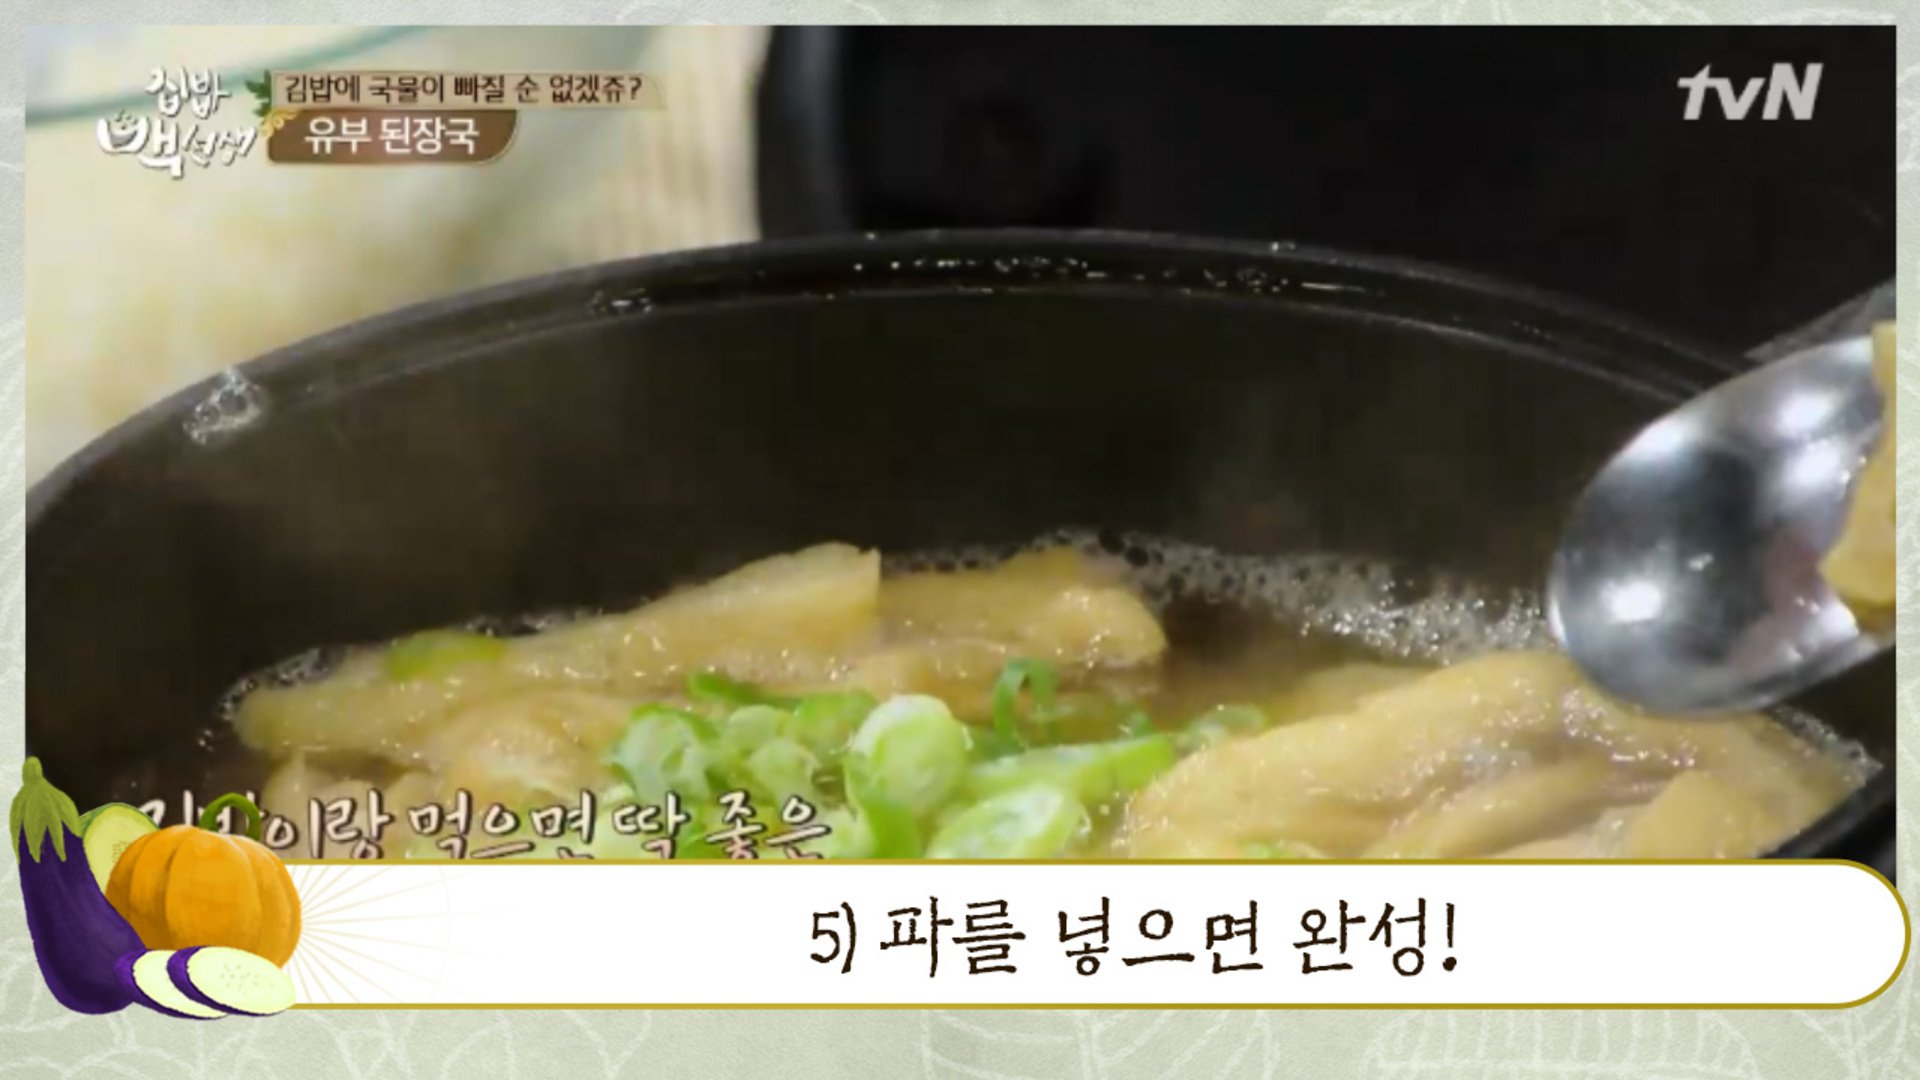 집밥
백선생
김밥에 국물이 빠질 순 없겠쥬?
유부 된장국
tvN
김밥이랑 먹으면 딱 좋은
5) 파를 넣으면 완성!